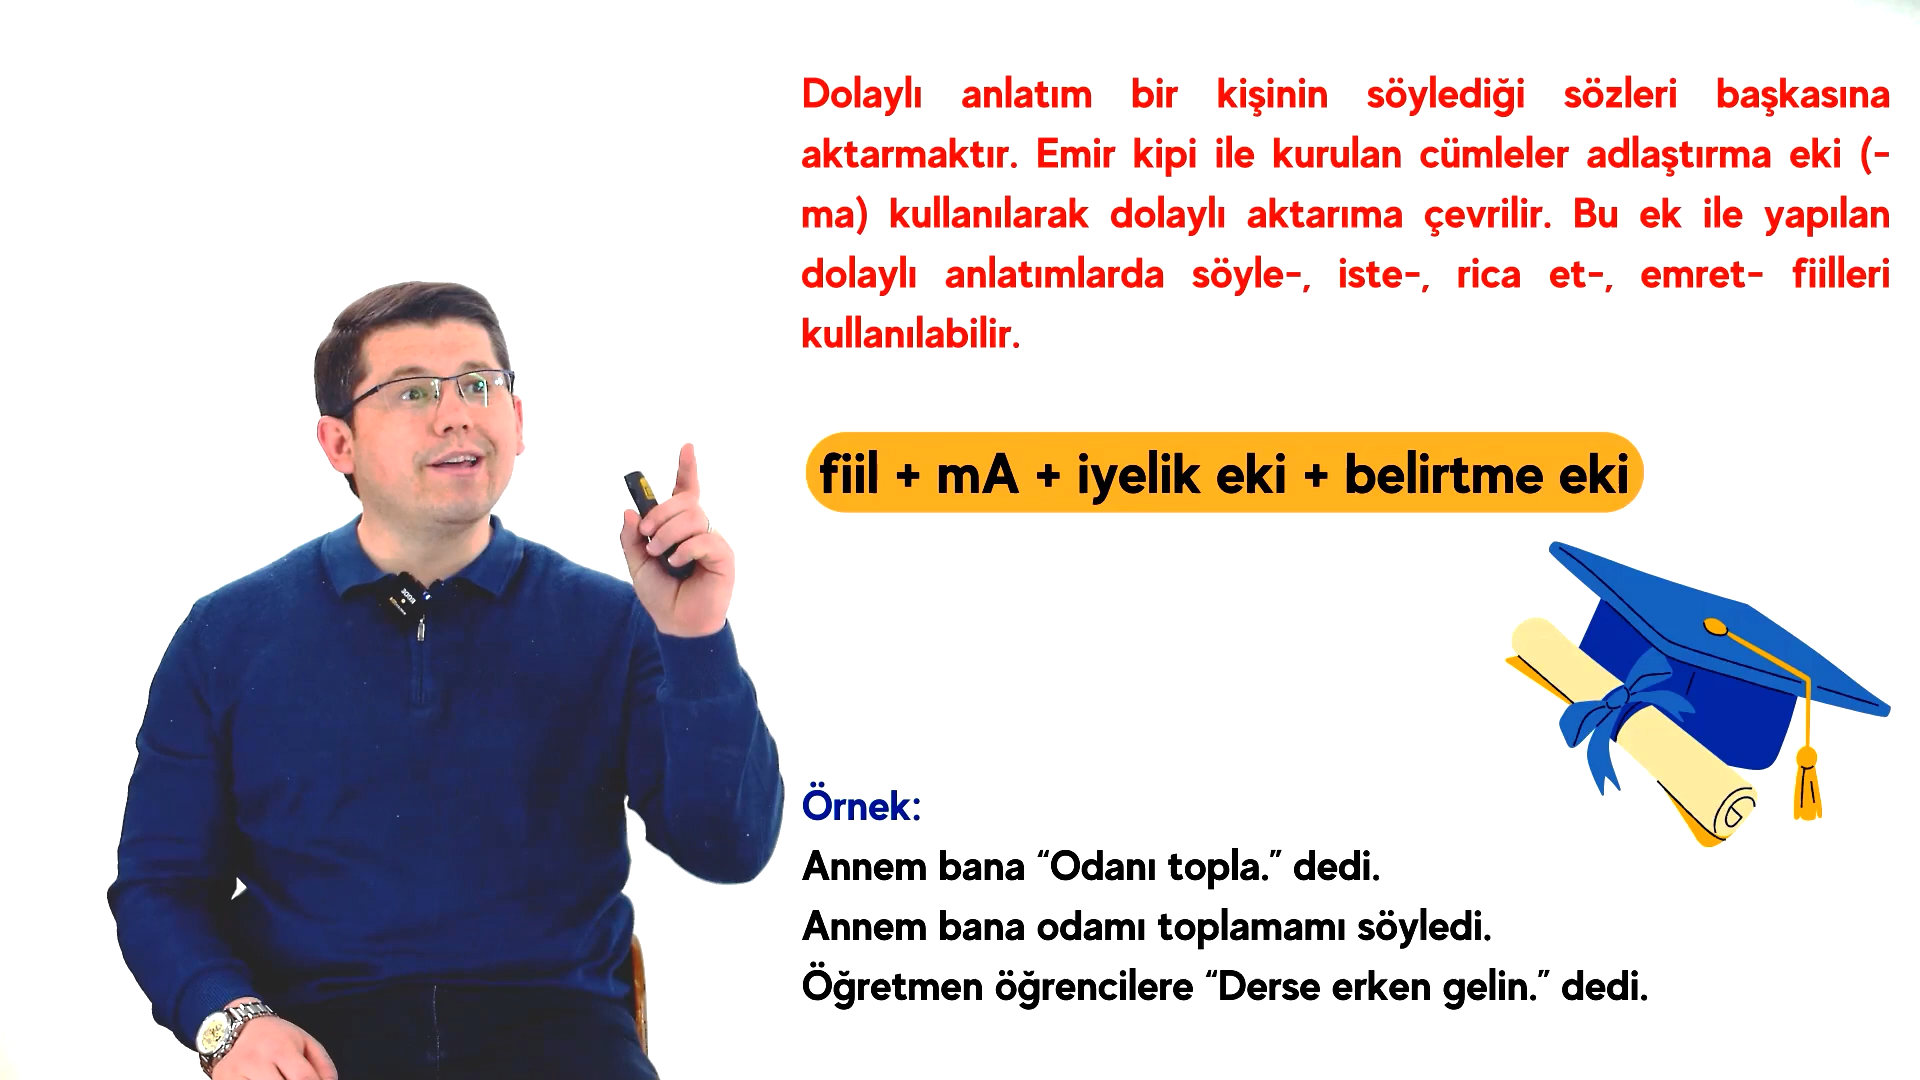 Dolaylı anlatım bir kişinin söylediği sözleri başkasına
aktarmaktır. Emir kipi ile kurulan cümleler adlaştırma eki (-
ma) kullanılarak dolaylı aktarıma çevrilir. Bu ek ile yapılan
dolaylı anlatımlarda söyle-, iste-, rica et-, emret- fiilleri
kullanılabilir.
fiil + mA + iyelik eki + belirtme eki
Örnek:
Annem bana “Odanı topla.” dedi.
Annem bana odamı toplamamı söyledi.
Öğretmen öğrencilere “Derse erken gelin.” dedi.